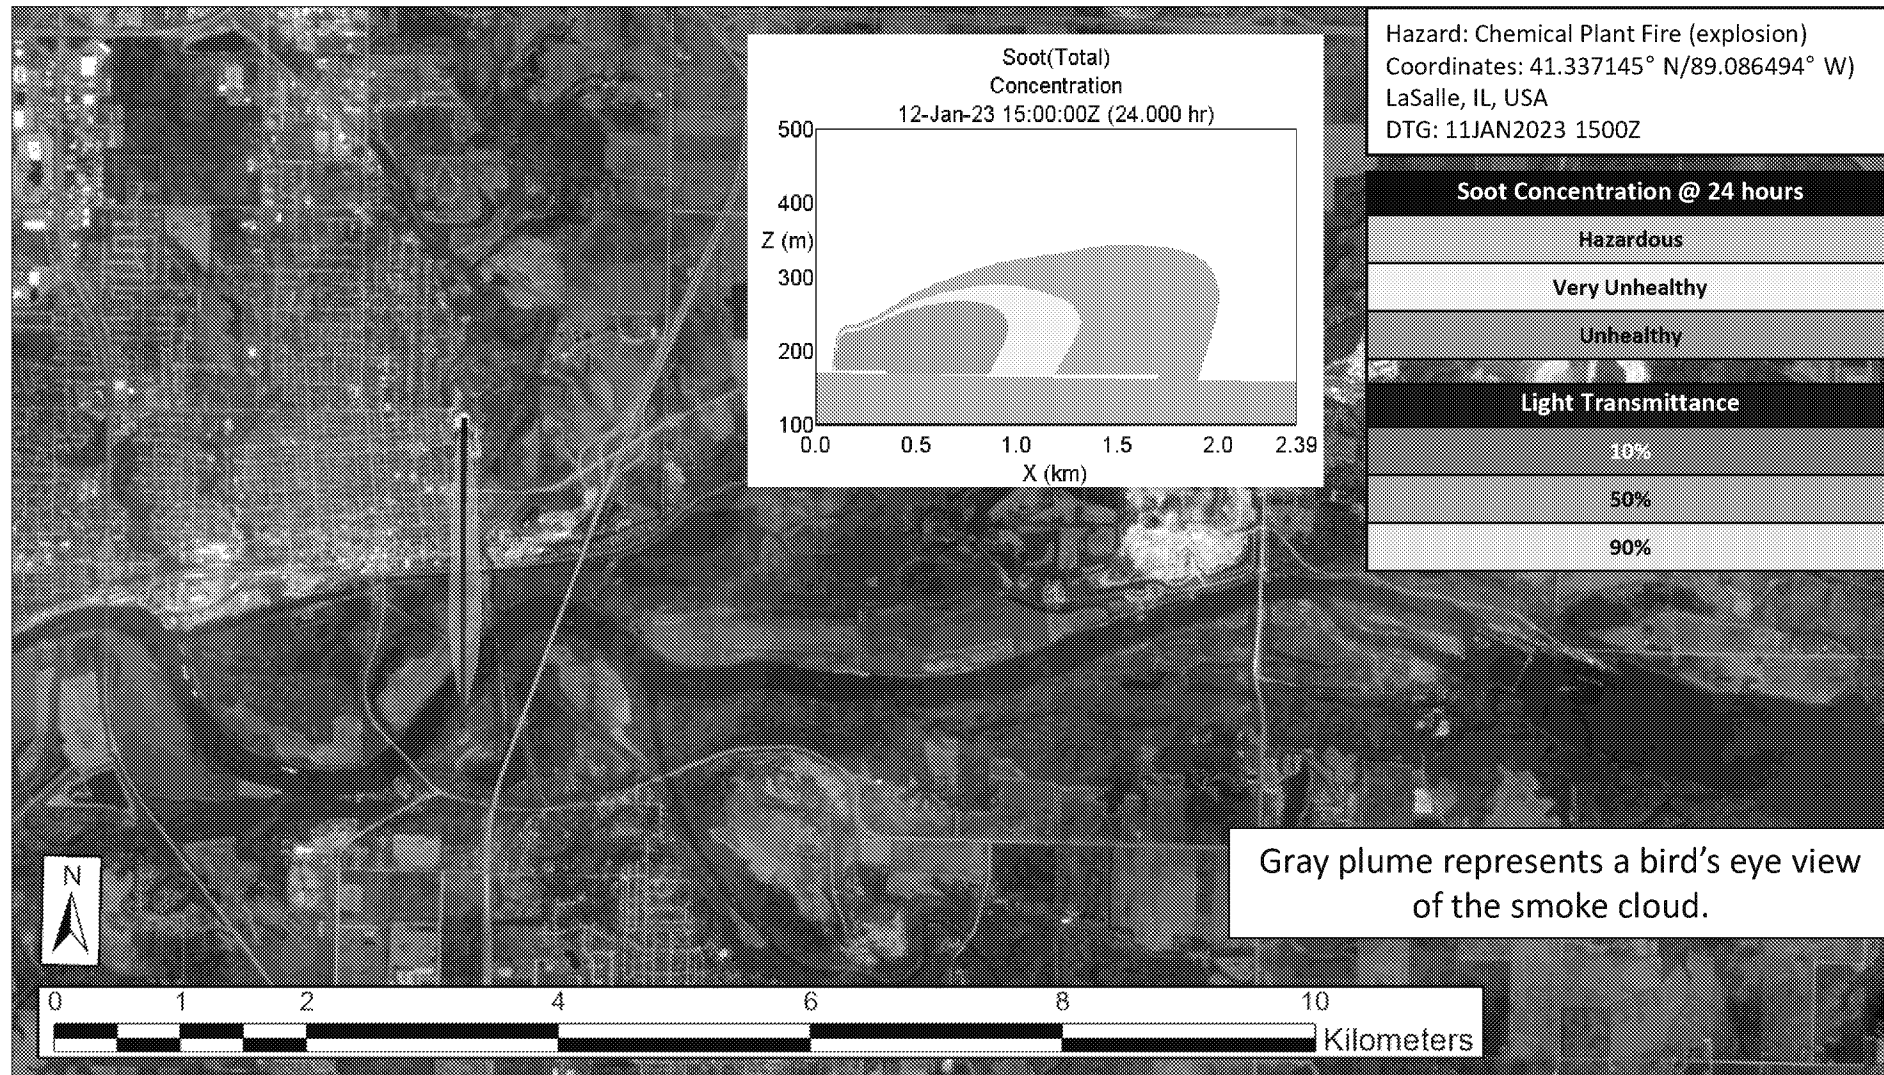 Hazard: Chemical Plant Fire (explosion)
Coordinates: 41.337145° N/89.086494° W)
LaSalle, IL, USA
DTG: 11JAN2023 1500Z
Soot(Total)
Concentration
12-Jan-23 15:00:00Z (24.000 hr)
500
400
Z (m)
300
200
100
0.0 0.5 1.0 1.5 2.0 2.39
X (km)
Soot Concentration @ 24 hours
Hazardous
Very Unhealthy
Unhealthy
Light Transmittance
10%
50%
90%
Gray plume represents a bird’s eye view
of the smoke cloud.
N
0 1 2 4 6 8 10
Kilometers